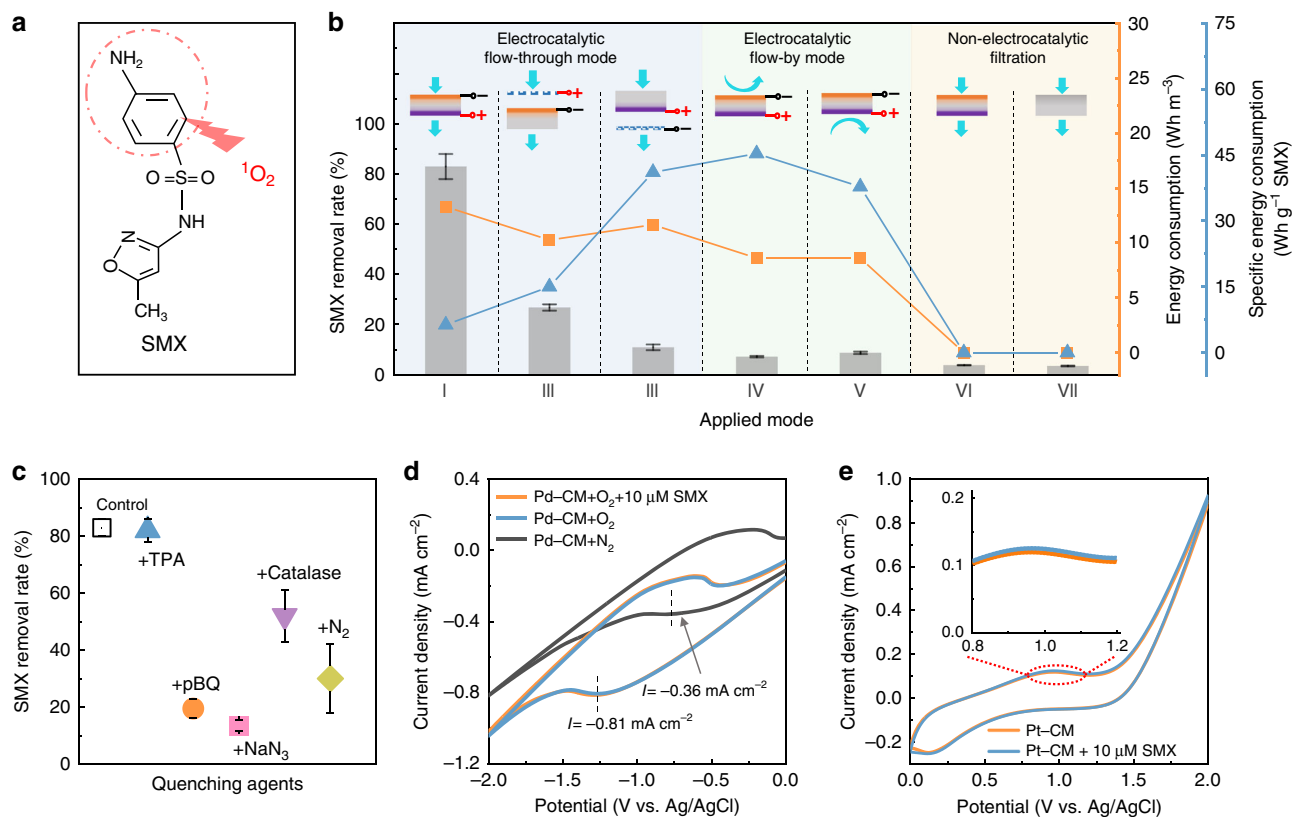 a
NH2
1O2
O=S=O
NH
N
O
CH3
SMX
b
Electrocatalytic
flow-through mode
Electrocatalytic
flow-by mode
Non-electrocatalytic
filtration
SMX removal rate (%)
100
80
60
40
20
0
I
III
III
IV
V
VI
VII
Applied mode
30
25
20
15
10
5
0
Energy consumption (Wh m−3)
75
60
45
30
15
0
Specific energy consumption
(Wh g−1 SMX)
c
SMX removal rate (%)
100
80
60
40
20
0
Control
+TPA
+Catalase
+N2
+pBQ
+NaN3
Quenching agents
d
Current density (mA cm−2)
0.4
0.0
−0.4
−0.8
−1.2
Pd–CM+O2+10 μM SMX
Pd–CM+O2
Pd–CM+N2
I= −0.36 mA cm−2
I= −0.81 mA cm−2
−2.0
−1.5
−1.0
−0.5
0.0
Potential (V vs. Ag/AgCl)
e
Current density (mA cm−2)
1.0
0.8
0.6
0.4
0.2
0.0
−0.2
0.2
0.1
0.0
0.8
1.0
1.2
Pt–CM
Pt–CM + 10 μM SMX
0.0
0.5
1.0
1.5
2.0
Potential (V vs. Ag/AgCl)